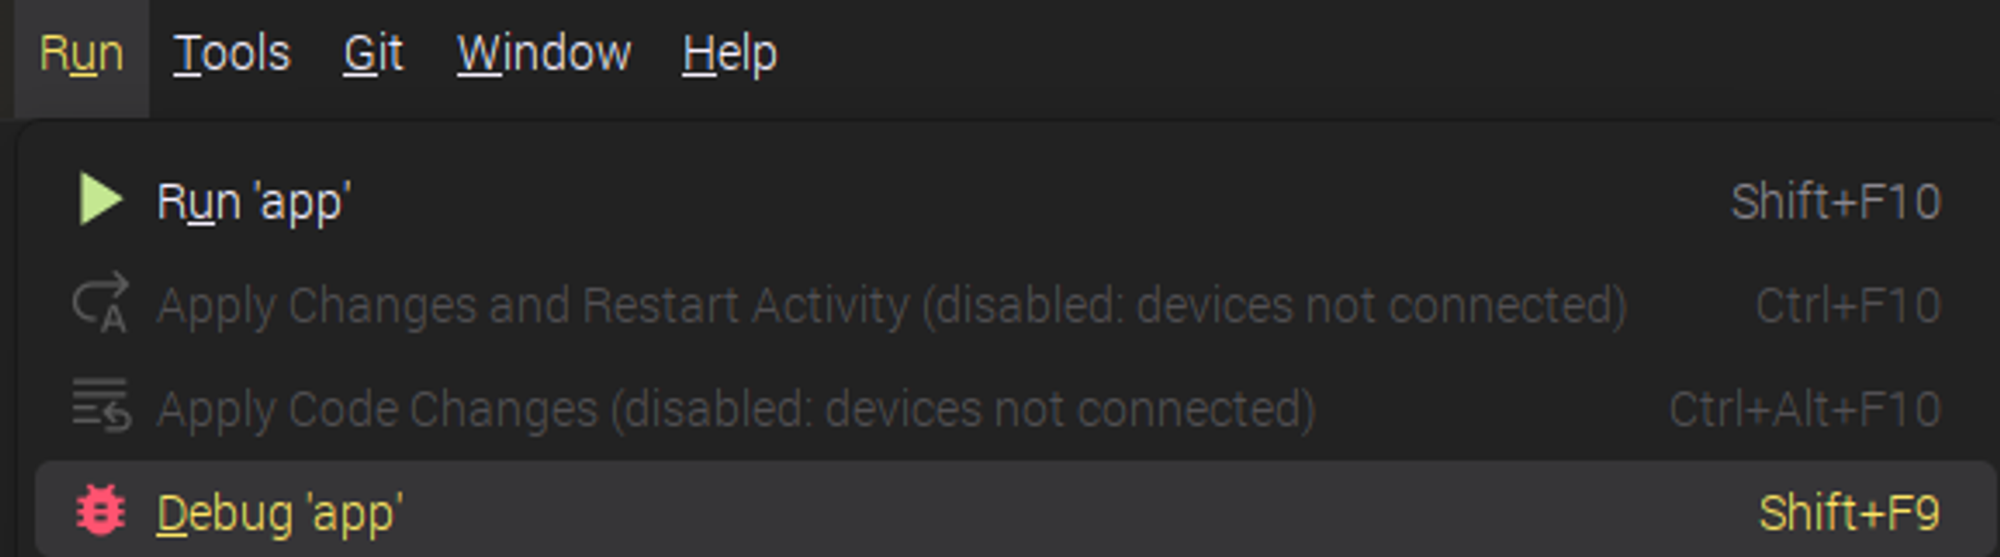 Run Tools Git Window Help
Run 'app' Shift+F10
Apply Changes and Restart Activity (disabled: devices not connected) Ctrl+F10
Apply Code Changes (disabled: devices not connected) Ctrl+Alt+F10
Debug 'app' Shift+F9